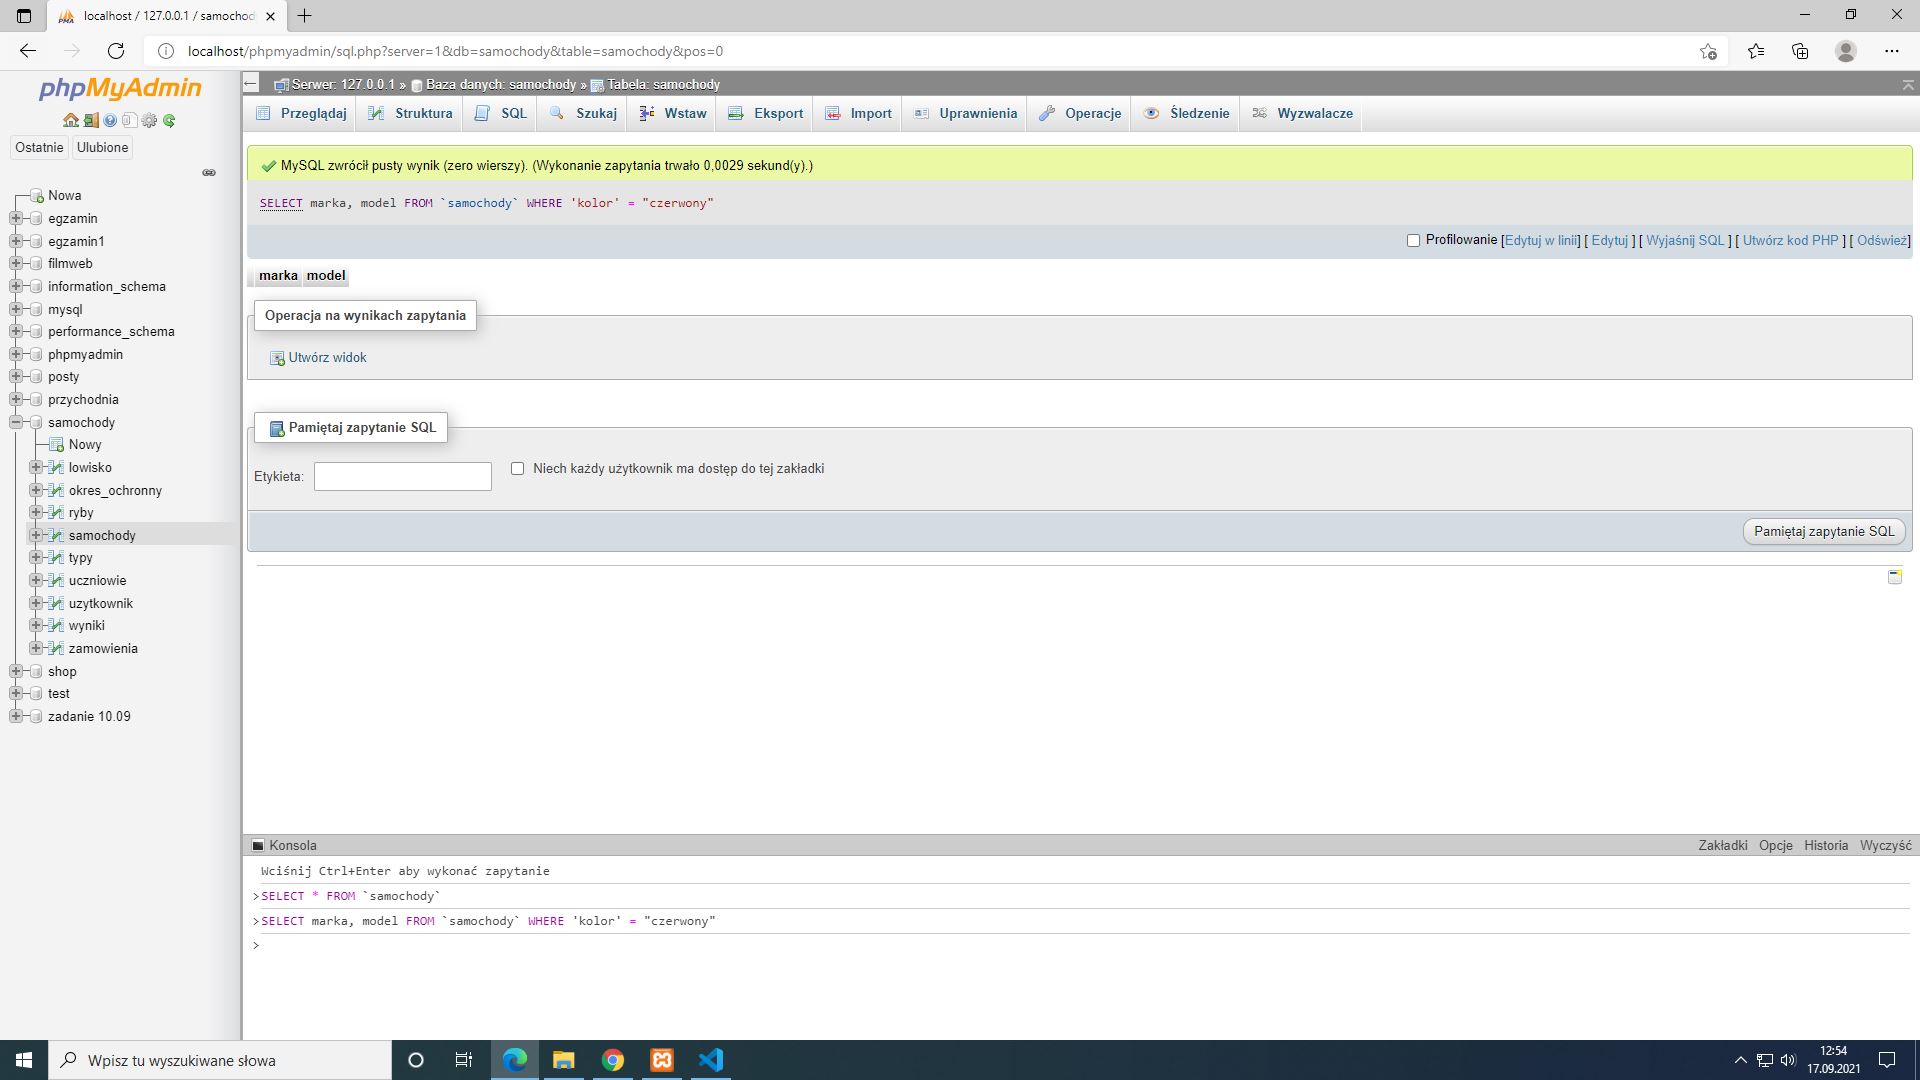 localhost / 127.0.0.1 / samochod
localhost/phpmyadmin/sql.php?server=1&db=samochody&table=samochody&pos=0
phpMyAdmin
Ostatnie Ulubione
Nowa
egzamin
egzamin1
filmweb
information_schema
mysql
performance_schema
phpmyadmin
posty
przychodnia
samochody
Nowy
lowisko
okres_ochronny
ryby
samochody
typy
uczniowie
uzytkownik
wyniki
zamowienia
shop
test
zadanie 10.09
Serwer: 127.0.0.1 » Baza danych: samochody » Tabela: samochody
Przeglądaj Struktura SQL Szukaj Wstaw Eksport Import Uprawnienia Operacje Śledzenie Wyzwalacze
MySQL zwrócił pusty wynik (zero wierszy). (Wykonanie zapytania trwało 0,0029 sekund(y).)
SELECT marka, model FROM `samochody` WHERE 'kolor' = "czerwony"
Profilowanie [Edytuj w linii] [ Edytuj ] [ Wyjaśnij SQL ] [ Utwórz kod PHP ] [ Odśwież]
marka model
Operacja na wynikach zapytania
Utwórz widok
Pamiętaj zapytanie SQL
Etykieta: Niech każdy użytkownik ma dostęp do tej zakładki
Pamiętaj zapytanie SQL
Konsola Zakładki Opcje Historia Wyczyść
Wciśnij Ctrl+Enter aby wykonać zapytanie
>SELECT * FROM `samochody`
>SELECT marka, model FROM `samochody` WHERE 'kolor' = "czerwony"
>
Wpisz tu wyszukiwane słowa
12:54
17.09.2021